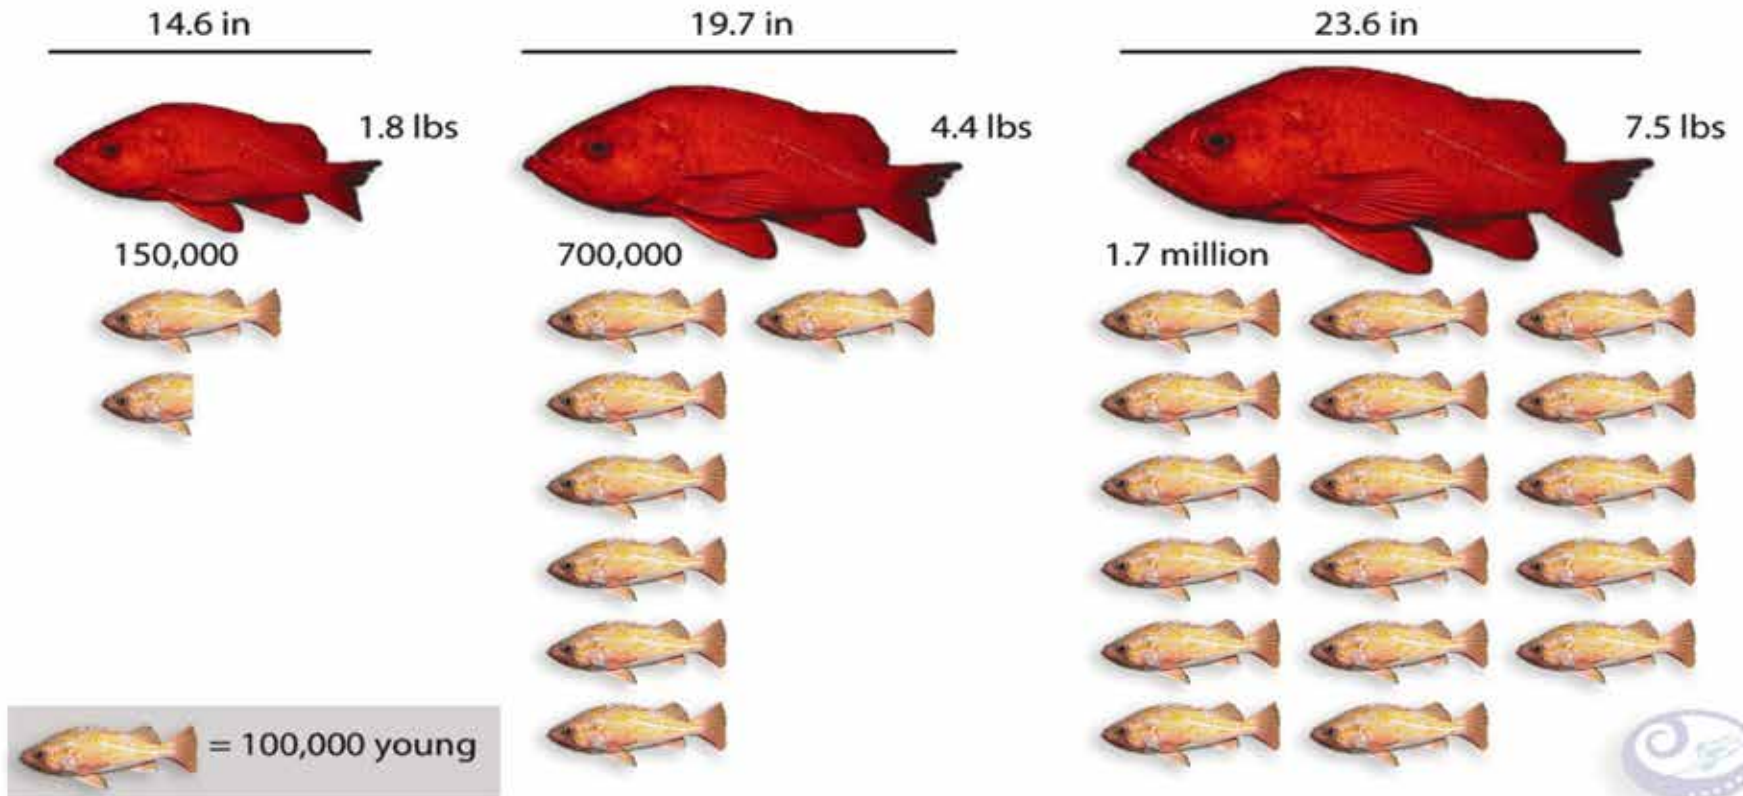 14.6 in
19.7 in
23.6 in
1.8 lbs
4.4 lbs
7.5 lbs
150,000
700,000
1.7 million
= 100,000 young